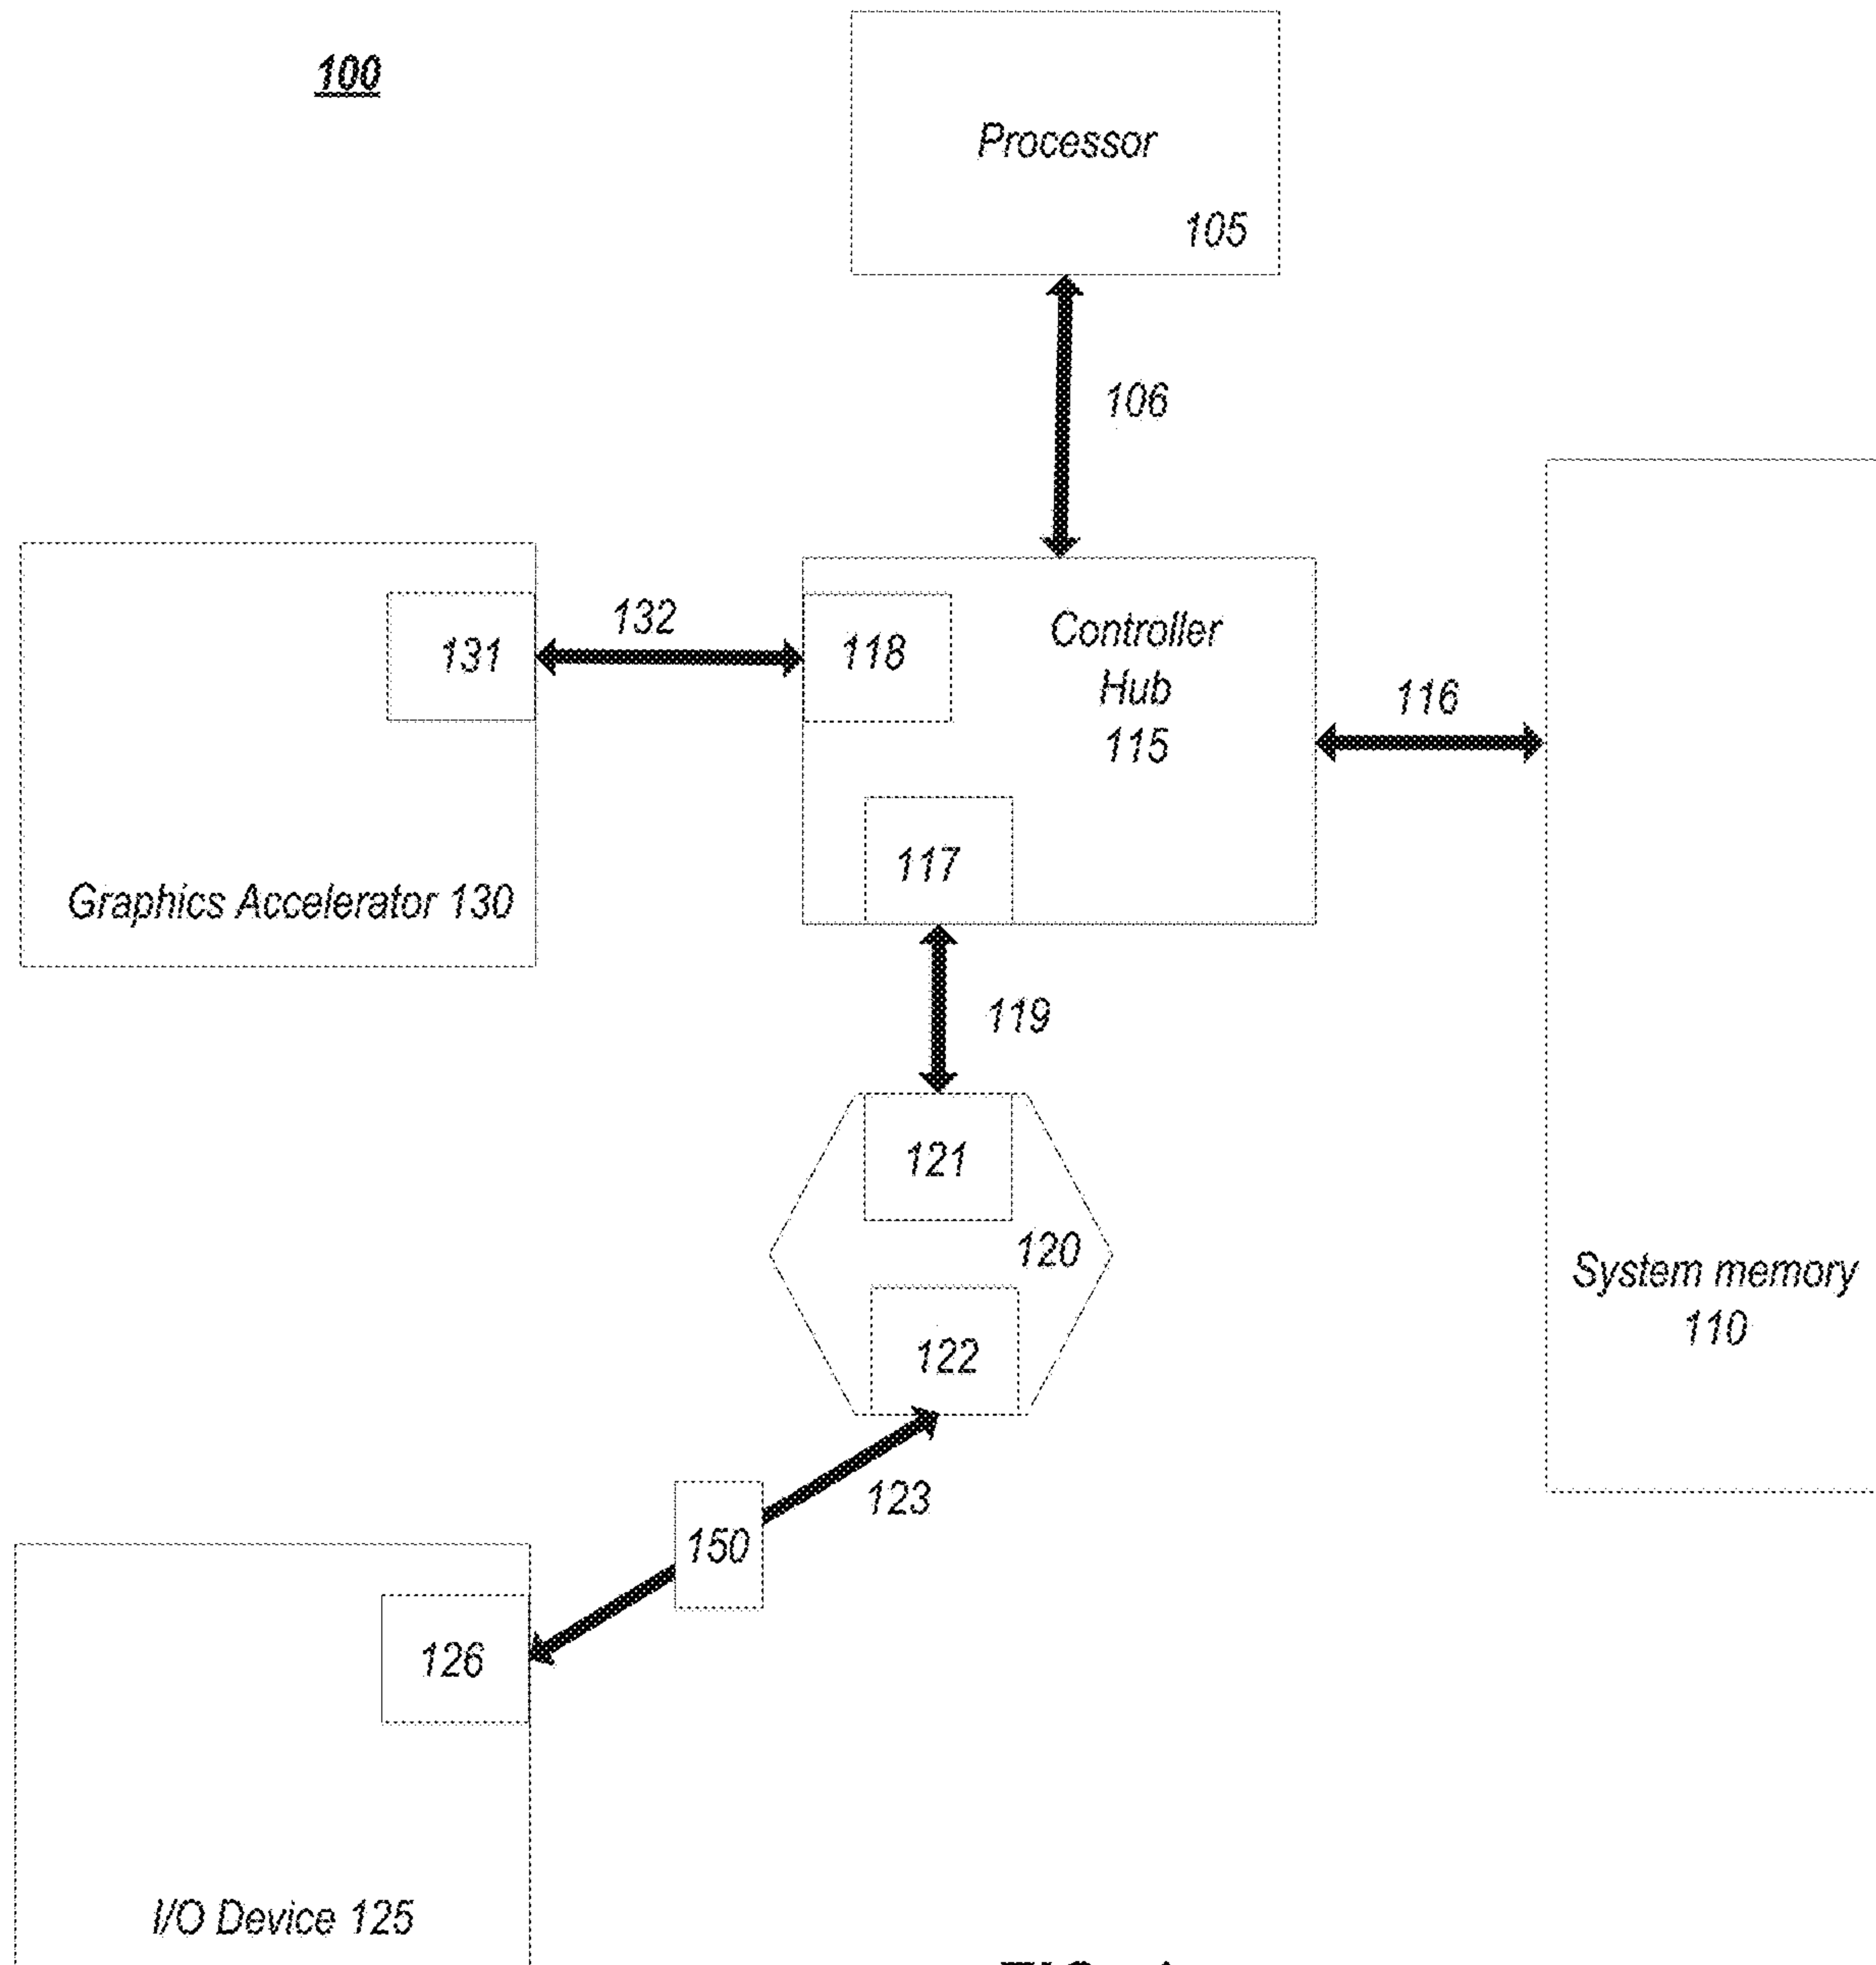 100
Processor
105
106
132
131
118
Controller
Hub
115
116
117
Graphics Accelerator 130
119
121
120
122
System memory
110
123
150
126
I/O Device 125